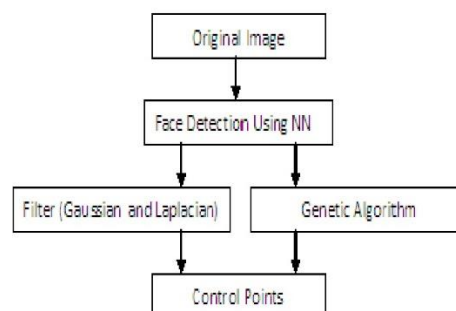 Original Image
Face Detection Using NN
Filter (Gaussian and Laplacian)
Genetic Algorithm
Control Points